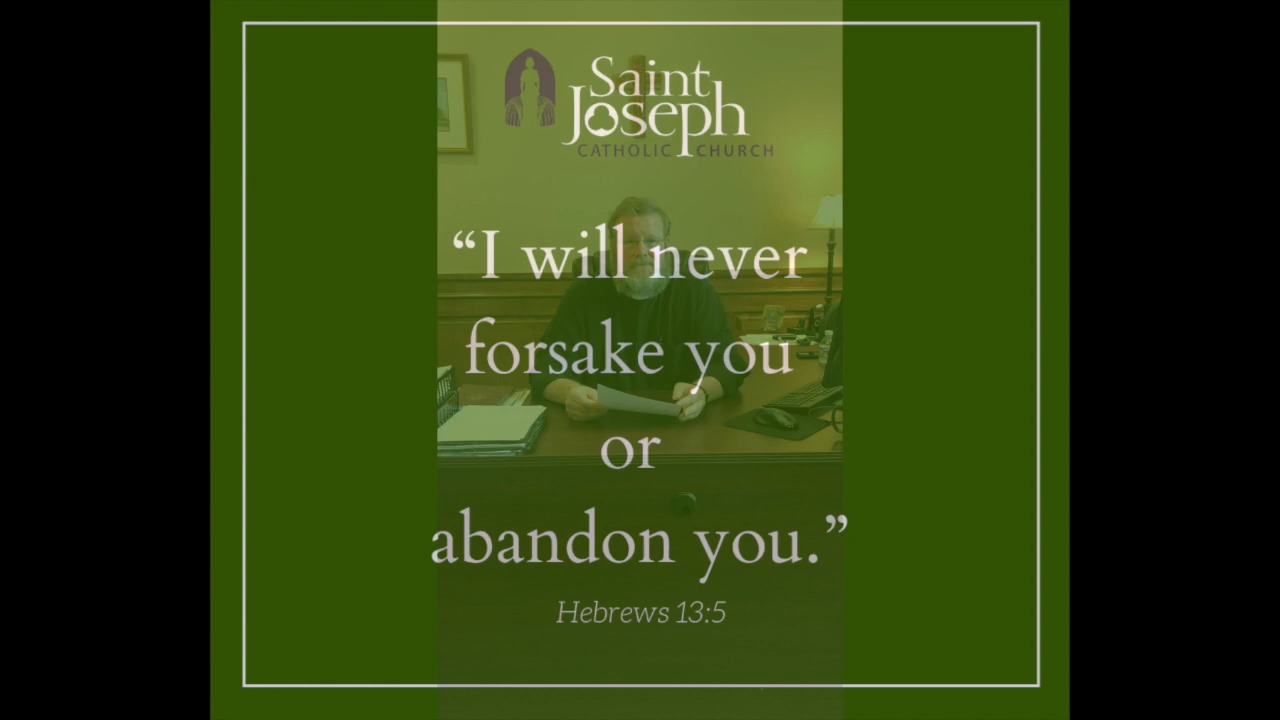 Saint
Joseph
CATHOLIC CHURCH
“I will never
forsake you
or
abandon you.”
Hebrews 13:5